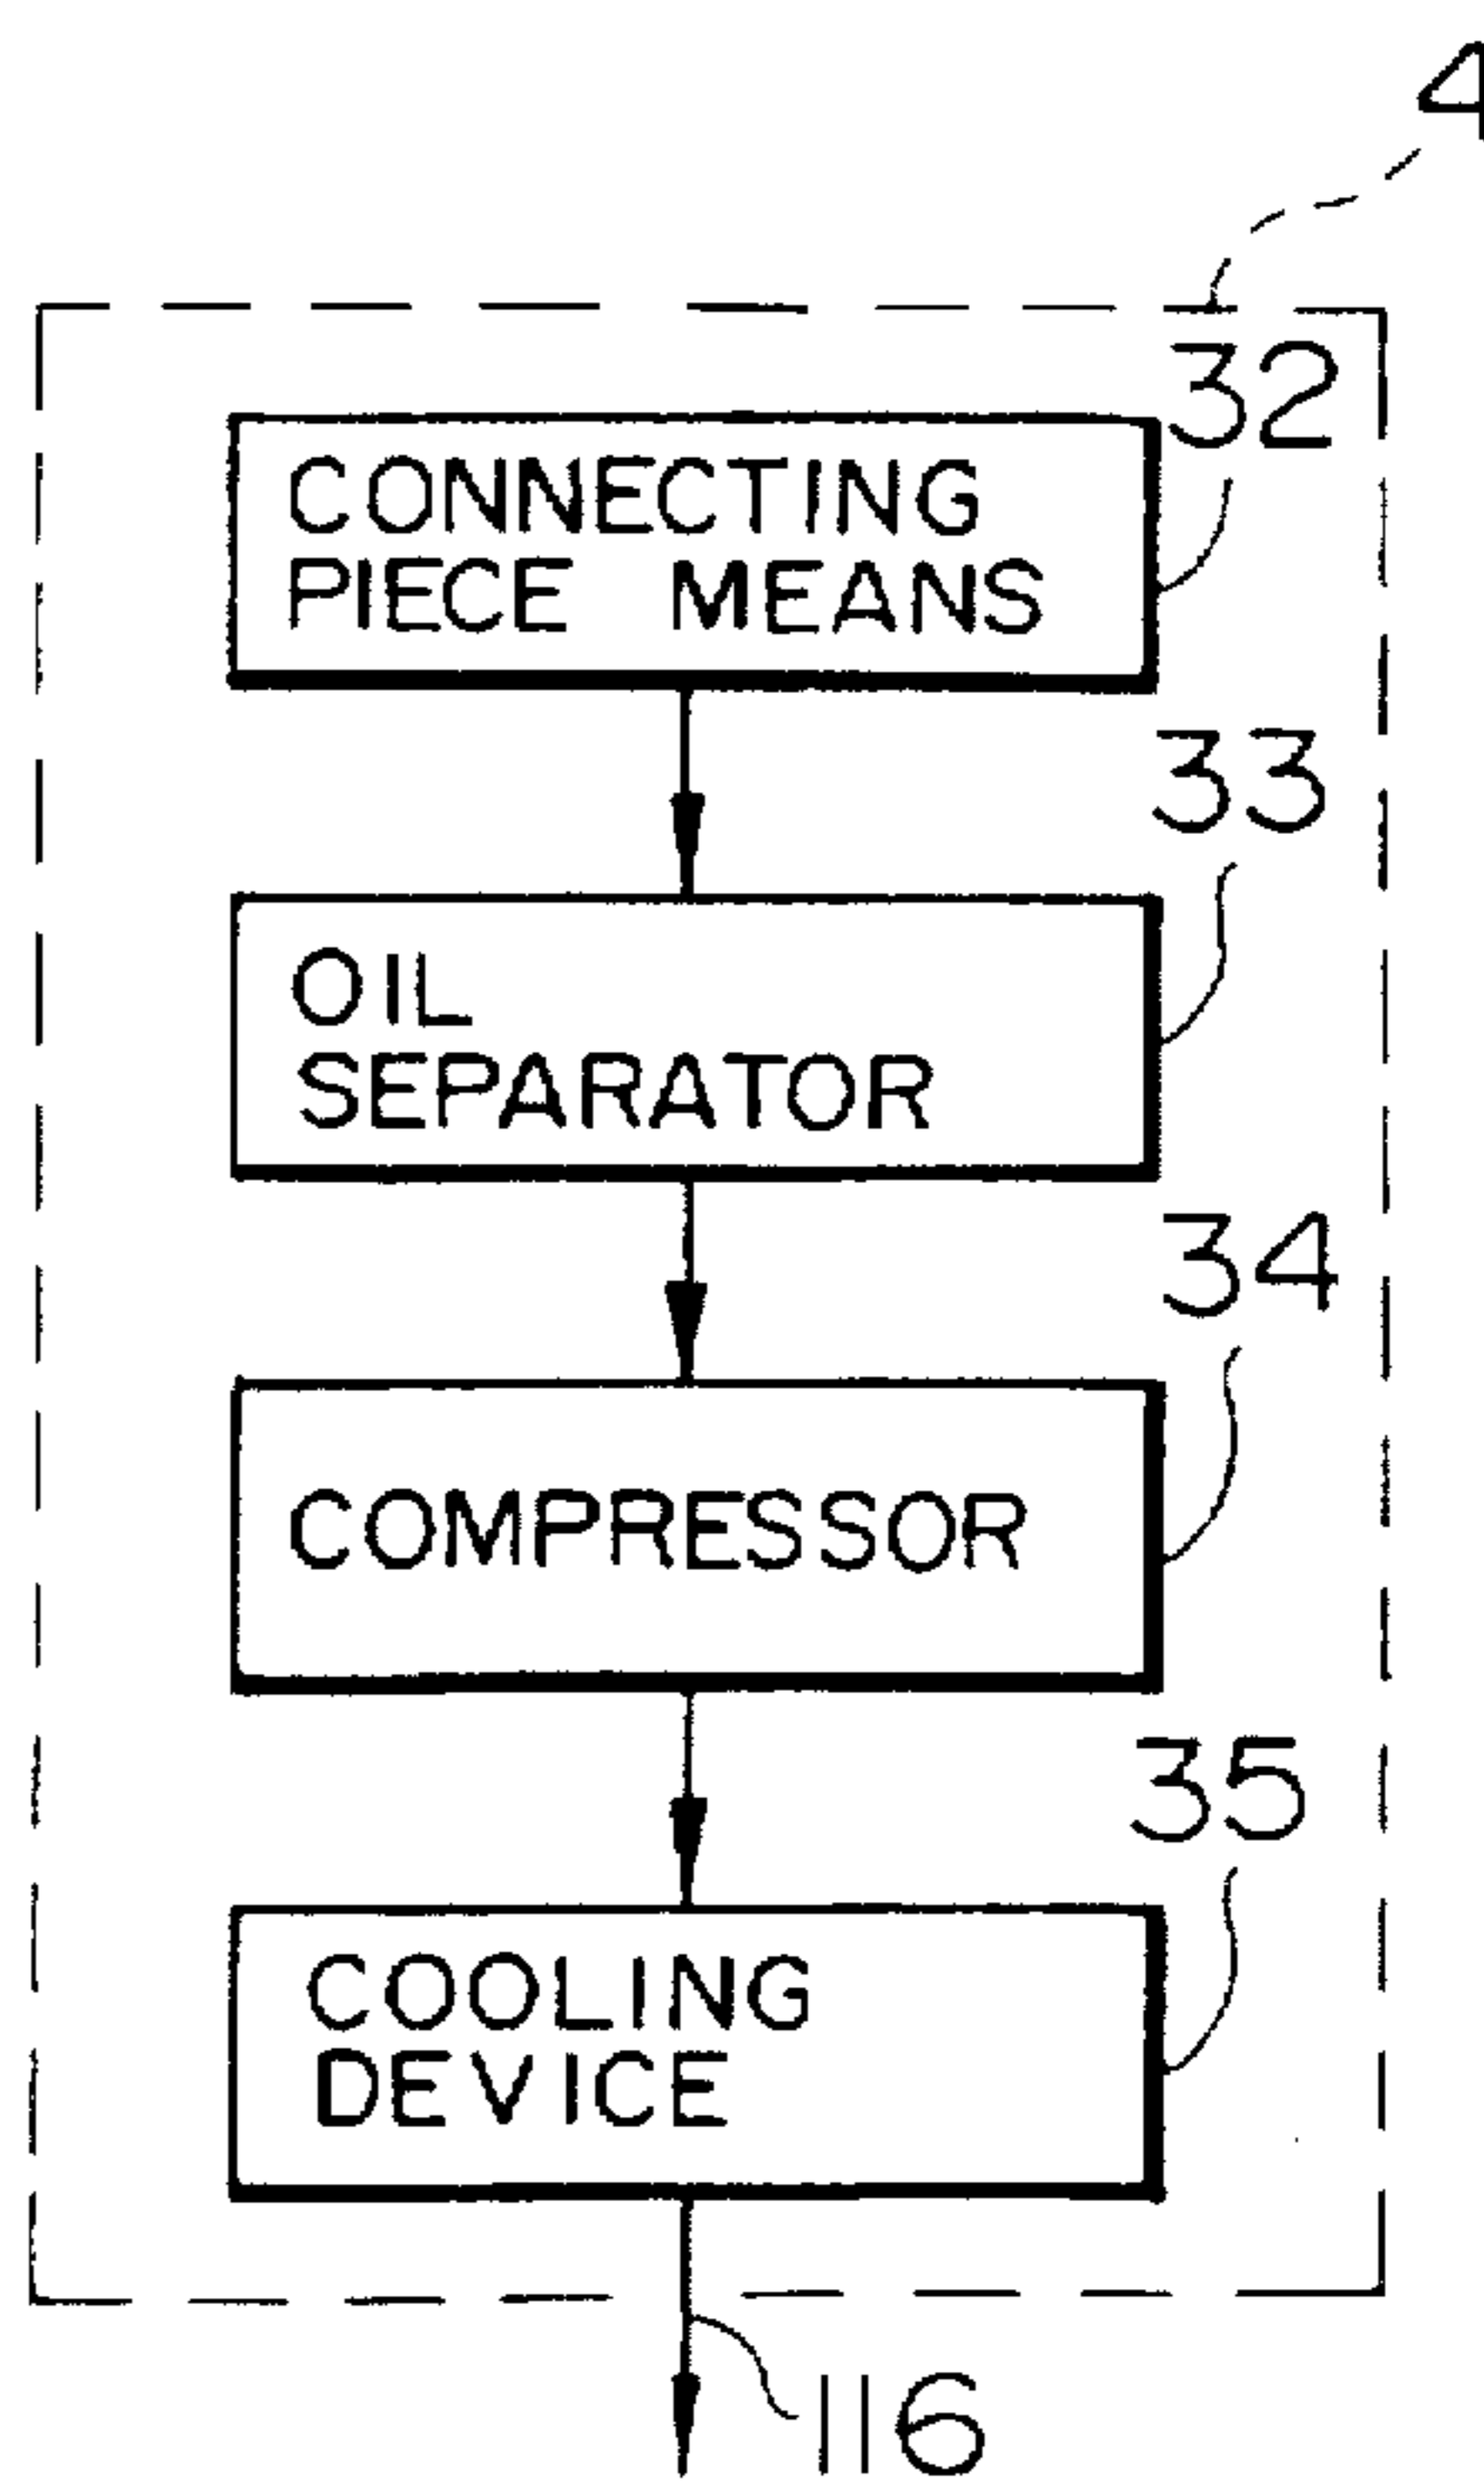 4
32
CONNECTING
PIECE MEANS
33
OIL
SEPARATOR
34
COMPRESSOR
35
COOLING
DEVICE
116